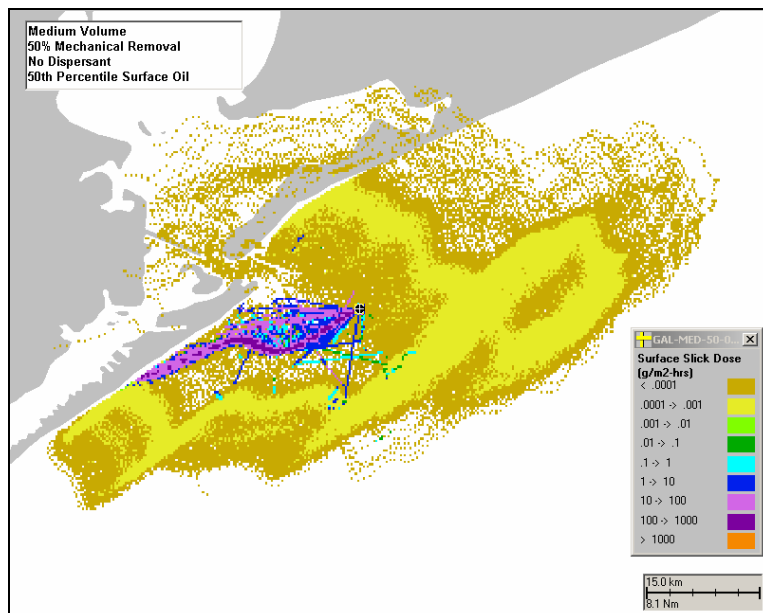 Medium Volume
50% Mechanical Removal
No Dispersant
50th Percentile Surface Oil
GAL-MED-50-0...
Surface Slick Dose
(g/m2-hrs)
< .0001
.0001 -> .001
.001 -> .01
.01 -> .1
.1 -> 1
1 -> 10
10 -> 100
100 -> 1000
> 1000
15.0 km
8.1 Nm